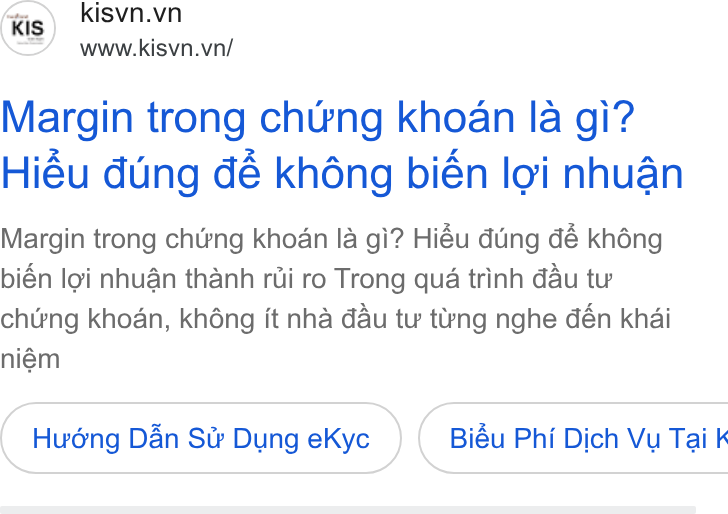 KIS
kisvn.vn
www.kisvn.vn/
Margin trong chứng khoán là gì?
Hiểu đúng để không biến lợi nhuận
Margin trong chứng khoán là gì? Hiểu đúng để không
biến lợi nhuận thành rủi ro Trong quá trình đầu tư
chứng khoán, không ít nhà đầu tư từng nghe đến khái
niệm
Hướng Dẫn Sử Dụng eKyc
Biểu Phí Dịch Vụ Tại